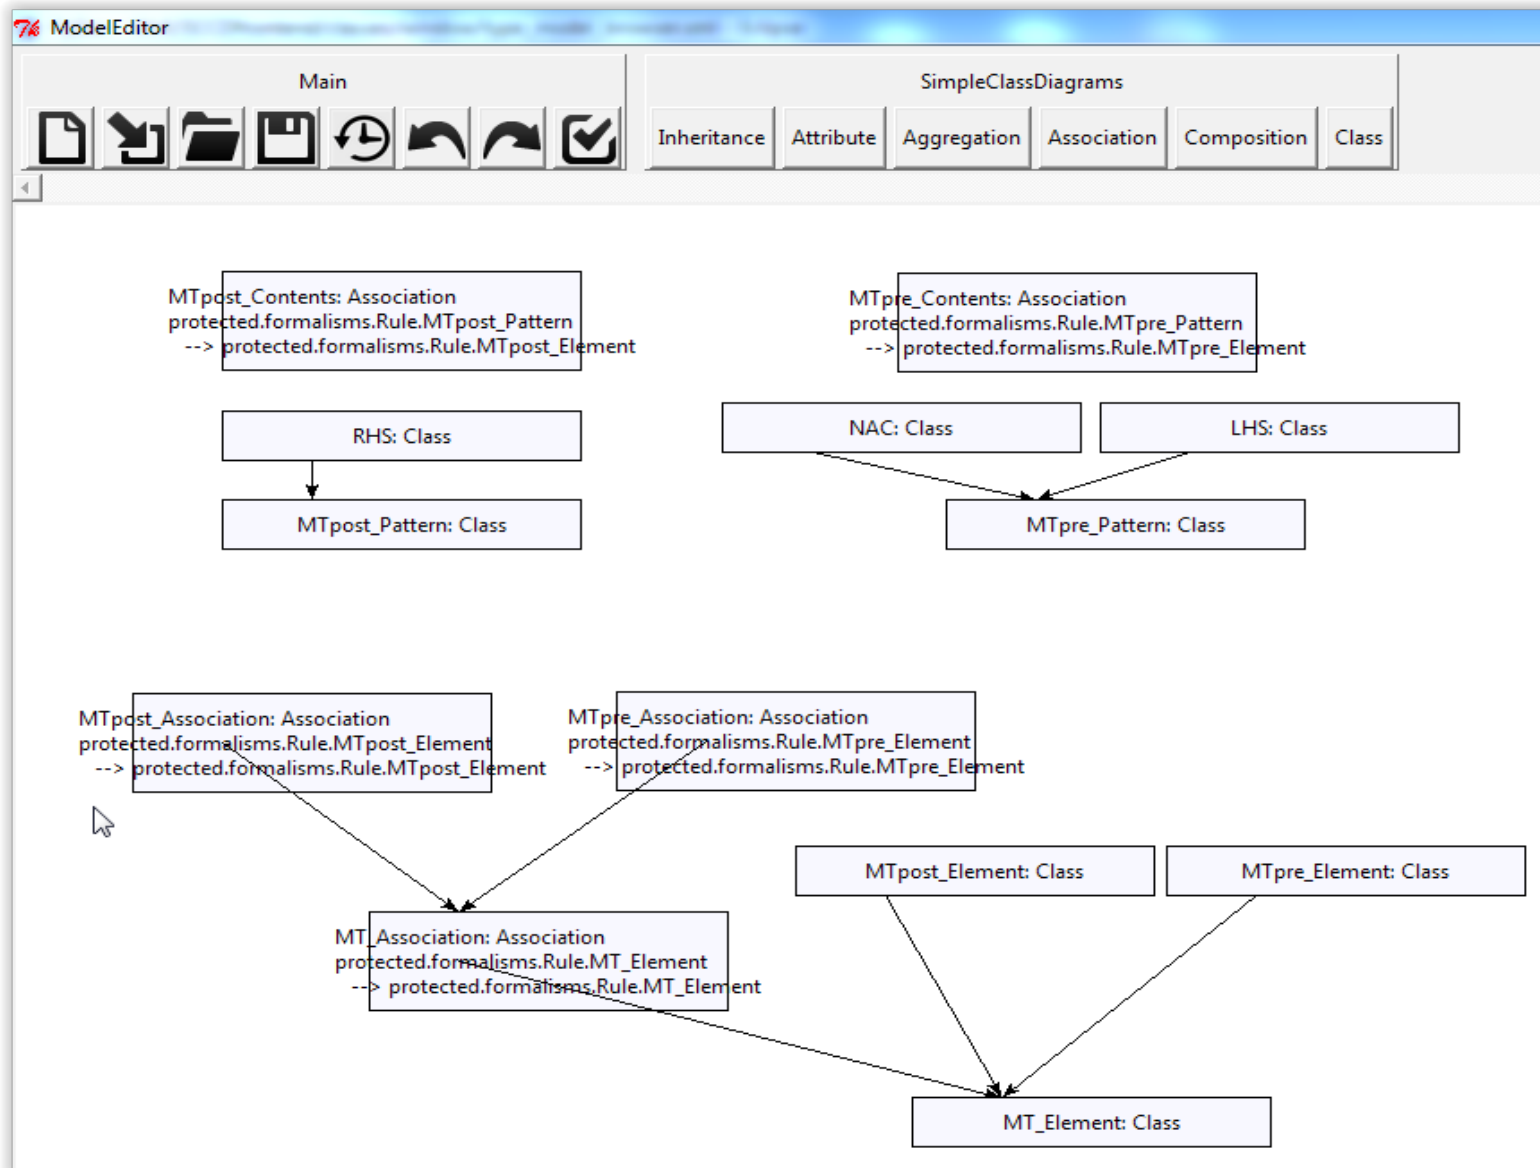 ModelEditor
Main
SimpleClassDiagrams
Inheritance
Attribute
Aggregation
Association
Composition
Class
MTpost_Contents: Association
protected.formalisms.Rule.MTpost_Pattern
--> protected.formalisms.Rule.MTpost_Element
MTpre_Contents: Association
protected.formalisms.Rule.MTpre_Pattern
--> protected.formalisms.Rule.MTpre_Element
RHS: Class
NAC: Class
LHS: Class
MTpost_Pattern: Class
MTpre_Pattern: Class
MTpost_Association: Association
protected.formalisms.Rule.MTpost_Element
--> protected.formalisms.Rule.MTpost_Element
MTpre_Association: Association
protected.formalisms.Rule.MTpre_Element
--> protected.formalisms.Rule.MTpre_Element
MTpost_Element: Class
MTpre_Element: Class
MT_Association: Association
protected.formalisms.Rule.MT_Element
--> protected.formalisms.Rule.MT_Element
MT_Element: Class